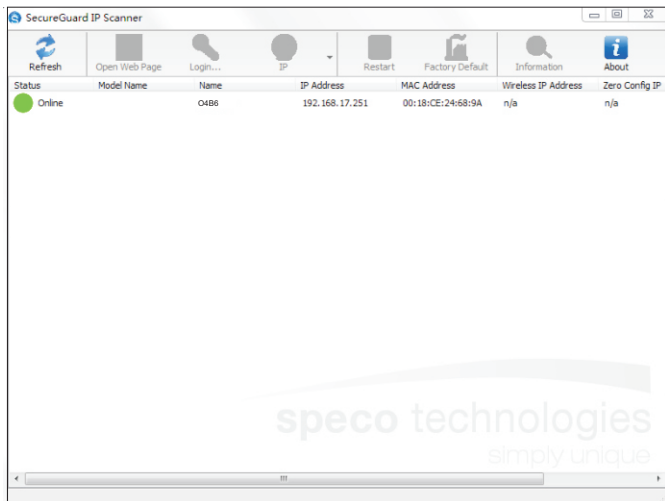 SecureGuard IP Scanner
Refresh Open Web Page Login... IP Restart Factory Default Information About
Status Model Name Name IP Address MAC Address Wireless IP Address Zero Config IP
Online O4B6 192.168.17.251 00:18:CE:24:68:9A n/a n/a
speco technologies
simply unique